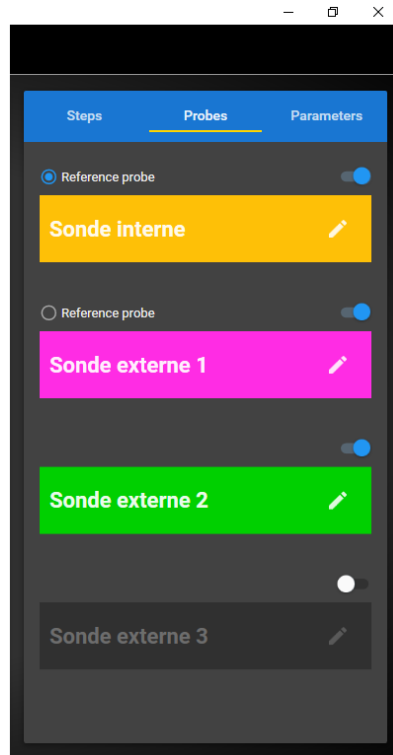 Steps Probes Parameters
Reference probe
Sonde interne
Reference probe
Sonde externe 1
Sonde externe 2
Sonde externe 3